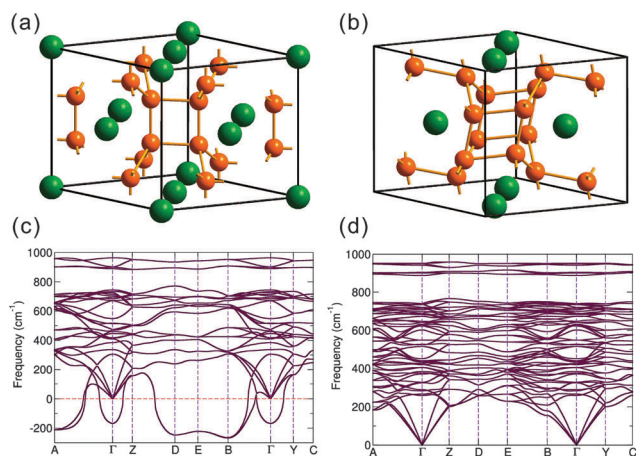 (a)
(b)
(c)
(d)
1000
800
600
400
200
0
-200
Frequency (cm⁻¹)
A Γ Z D E B Γ Y C
1000
800
600
400
200
0
Frequency (cm⁻¹)
A Γ Z D E B Γ Y C